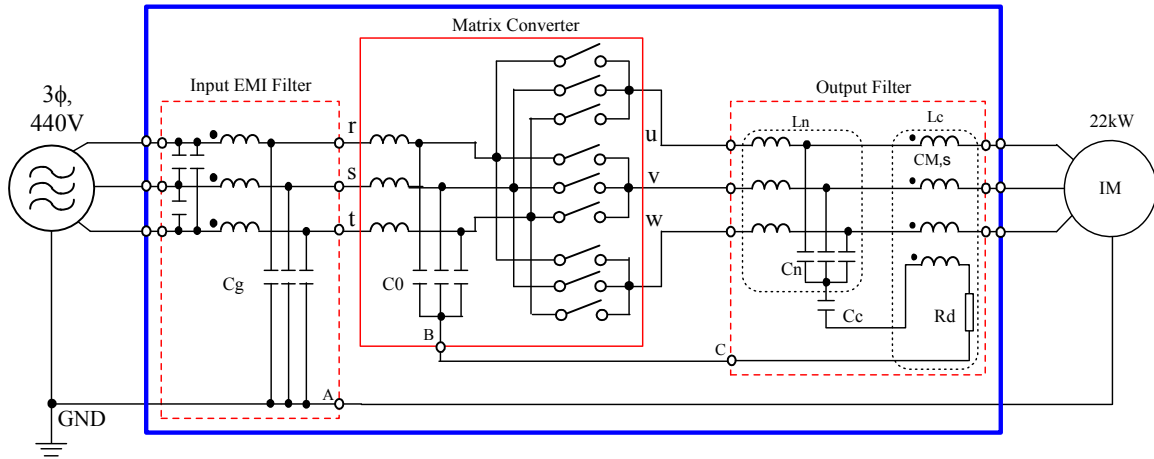 Matrix Converter
Input EMI Filter
3ϕ,
440V
Output Filter
22kW
Ln
Lc
CM,s
IM
r
s
t
u
v
w
Cg
C0
Cn
Cc
Rd
B
C
A
GND